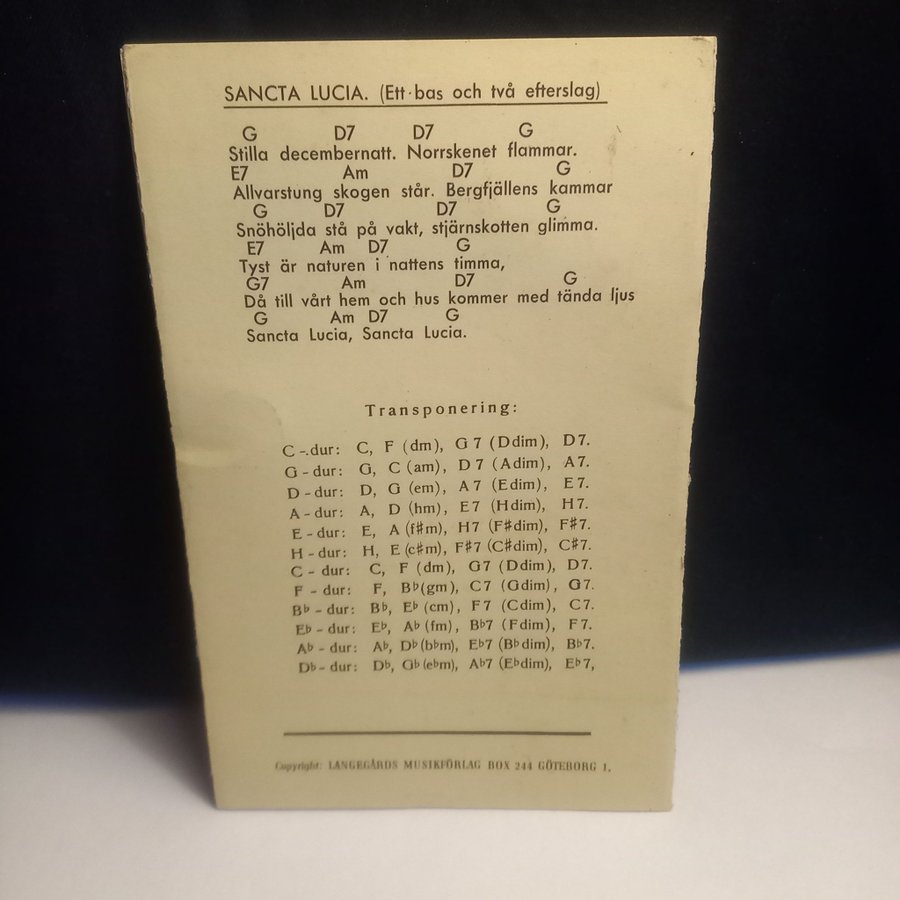 SANCTA LUCIA. (Ett bas och två efterslag)
G D7 D7 G
Stilla decembernatt. Norrskenet flammar.
E7 Am D7 G
Allvarstung skogen står. Bergfjällens kammar
G D7 D7 G
Snöhöljda stå på vakt, stjärnskotten glimma.
E7 Am D7 G
Tyst är naturen i nattens timma,
G7 Am D7 G
Då till vårt hem och hus kommer med tända ljus
G Am D7 G
Sancta Lucia, Sancta Lucia.
Transponering:
C-dur: C, F (dm), G7 (Ddim), D7.
G-dur: G, C (am), D7 (Adim), A7.
D-dur: D, G (em), A7 (Edim), E7.
A-dur: A, D (hm), E7 (Hdim), H7.
E-dur: E, A (f♯m), H7 (F♯dim), F♯7.
H-dur: H, E (c♯m), F♯7 (C♯dim), C♯7.
C-dur: C, F (dm), G7 (Ddim), D7.
F-dur: F, B♭(gm), C7 (Gdim), G7.
B♭-dur: B♭, E♭ (cm), F7 (Cdim), C7.
E♭-dur: E♭, A♭ (fm), B♭7 (Fdim), F7.
A♭-dur: A♭, D♭ (b♭m), E♭7 (B♭dim), B♭7.
D♭-dur: D♭, G♭ (e♭m), A♭7 (E♭dim), E♭7,
Copyright: LANGEGÅRDS MUSIKFÖRLAG BOX 244 GÖTEBORG 1,